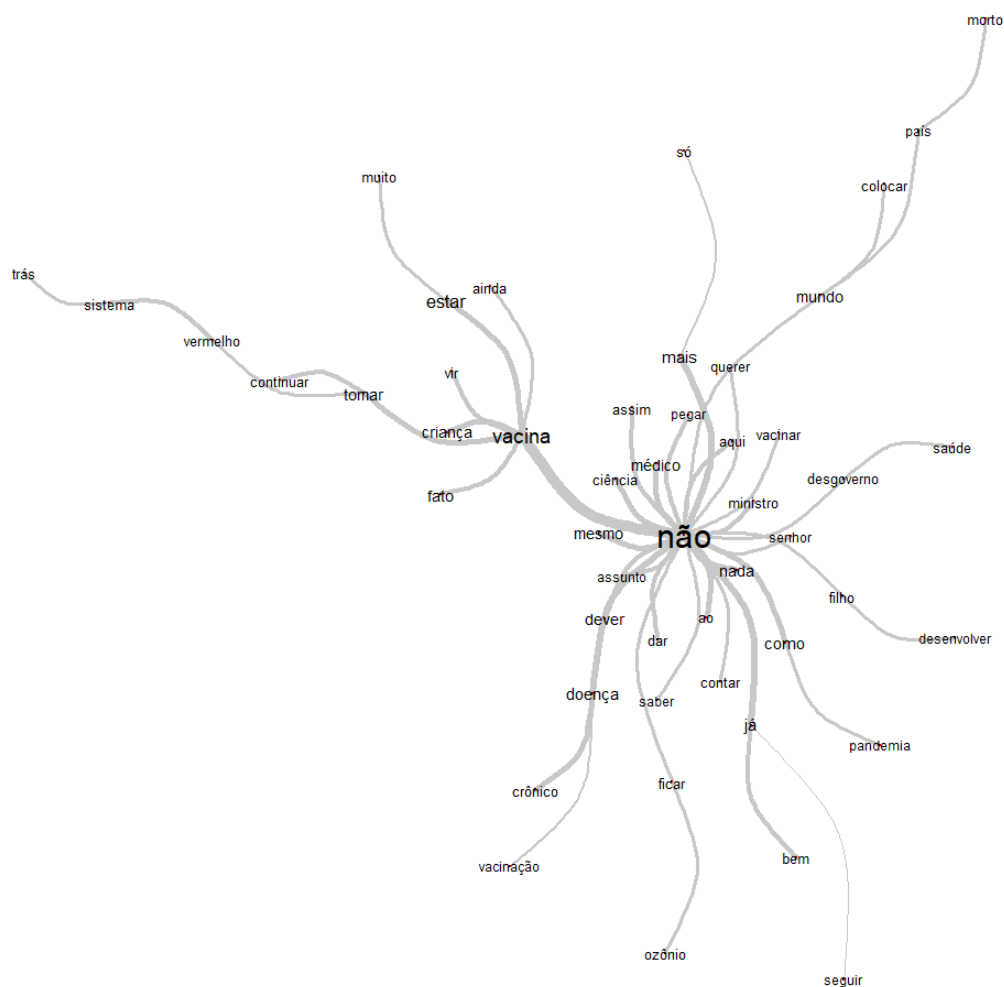 morto
país
só
muito
colocar
trás
ainda
mundo
estar
sistema
vermelho
mais
querer
vir
continuar
tomar
assim
pegar
criança
vacina
aqui
vacinar
saúde
médico
ciência
desgoverno
fato
ministro
mesmo
não
senhor
assunto
nada
filho
dever
ao
dar
como
desenvolver
contar
doença
saber
já
pandemia
ficar
crônico
bem
vacinação
ozônio
seguir